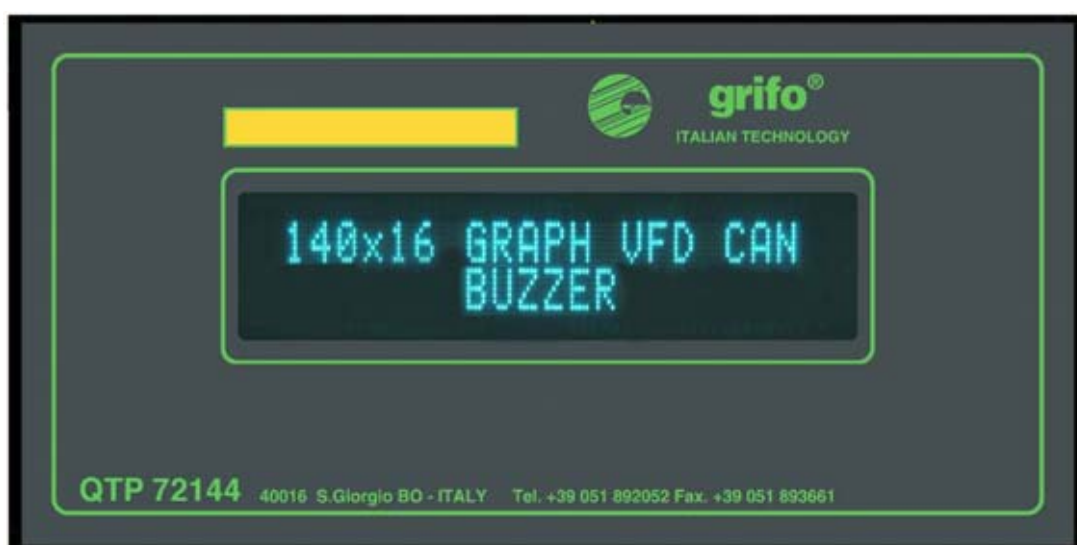 grifo®
ITALIAN TECHNOLOGY
140x16 GRAPH VFD CAN
BUZZER
QTP 72144 40016 S.Giorgio BO - ITALY Tel. +39 051 892052 Fax. +39 051 893661